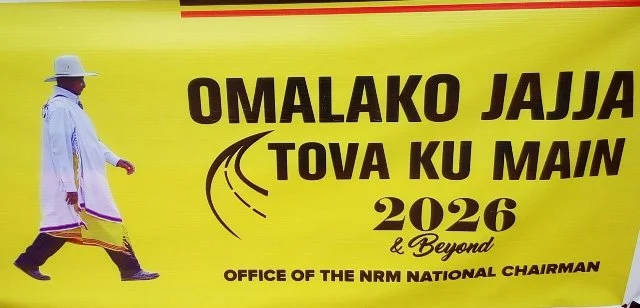 OMALAKO JAJJA
TOVA KU MAIN
2026
& Beyond
OFFICE OF THE NRM NATIONAL CHAIRMAN